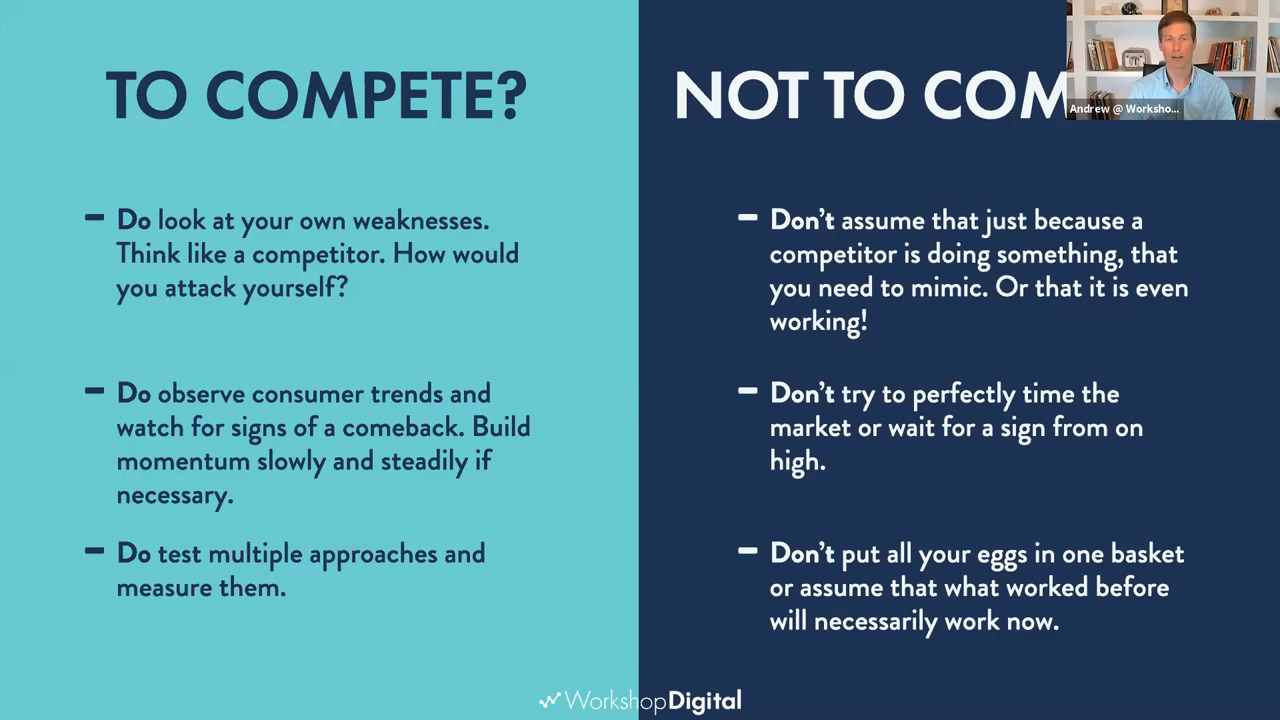 TO COMPETE?
- Do look at your own weaknesses.
Think like a competitor. How would
you attack yourself?
- Do observe consumer trends and
watch for signs of a comeback. Build
momentum slowly and steadily if
necessary.
- Do test multiple approaches and
measure them.
NOT TO COM
Andrew @ Worksho...
- Don't assume that just because a
competitor is doing something, that
you need to mimic. Or that it is even
working!
- Don't try to perfectly time the
market or wait for a sign from on
high.
- Don't put all your eggs in one basket
or assume that what worked before
will necessarily work now.
WorkshopDigital